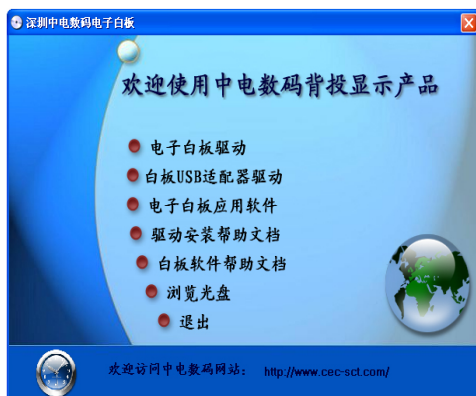 深圳中电数码电子白板
欢迎使用中电数码背投显示产品
电子白板驱动
白板USB适配器驱动
电子白板应用软件
驱动安装帮助文档
白板软件帮助文档
浏览光盘
退出
欢迎访问中电数码网站: http://www.cec-sct.com/